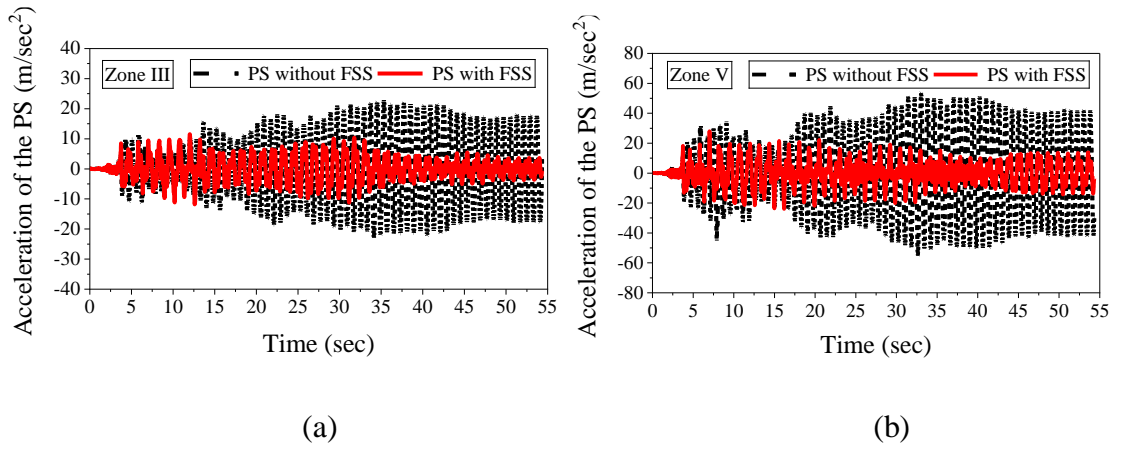 Acceleration of the PS (m/sec²)
40
30
20
10
0
-10
-20
-30
-40
Zone III
PS without FSS
PS with FSS
0 5 10 15 20 25 30 35 40 45 50 55
Time (sec)
(a)
Acceleration of the PS (m/sec²)
80
60
40
20
0
-20
-40
-60
-80
Zone V
PS without FSS
PS with FSS
0 5 10 15 20 25 30 35 40 45 50 55
Time (sec)
(b)